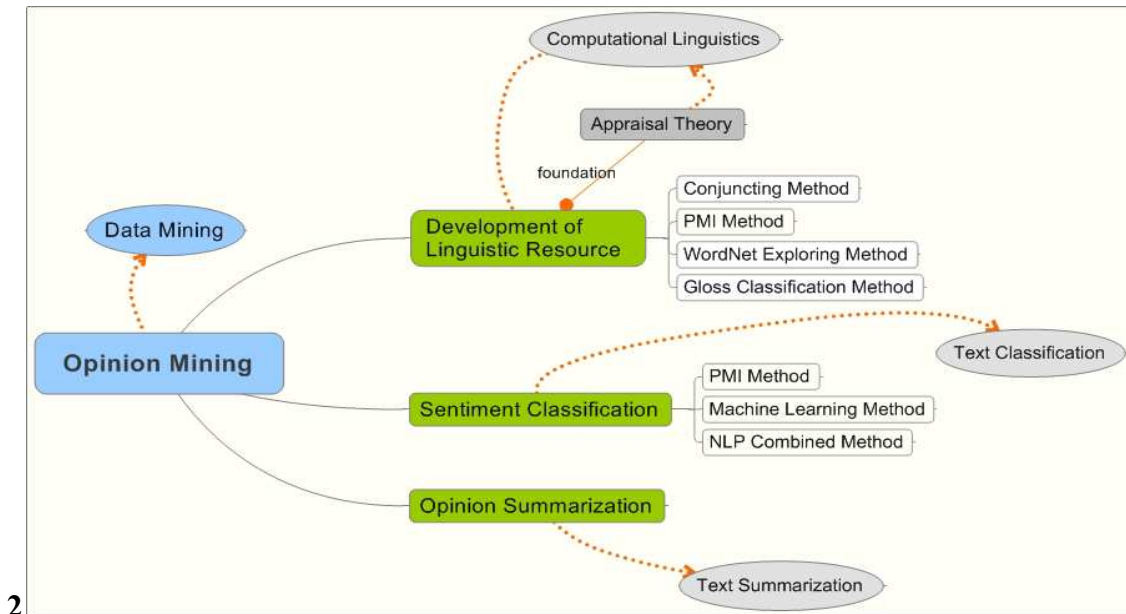 Computational Linguistics
Appraisal Theory
foundation
Conjuncting Method
Data Mining
Development of
Linguistic Resource
PMI Method
WordNet Exploring Method
Gloss Classification Method
Opinion Mining
Text Classification
PMI Method
Sentiment Classification
Machine Learning Method
NLP Combined Method
Opinion Summarization
Text Summarization
2